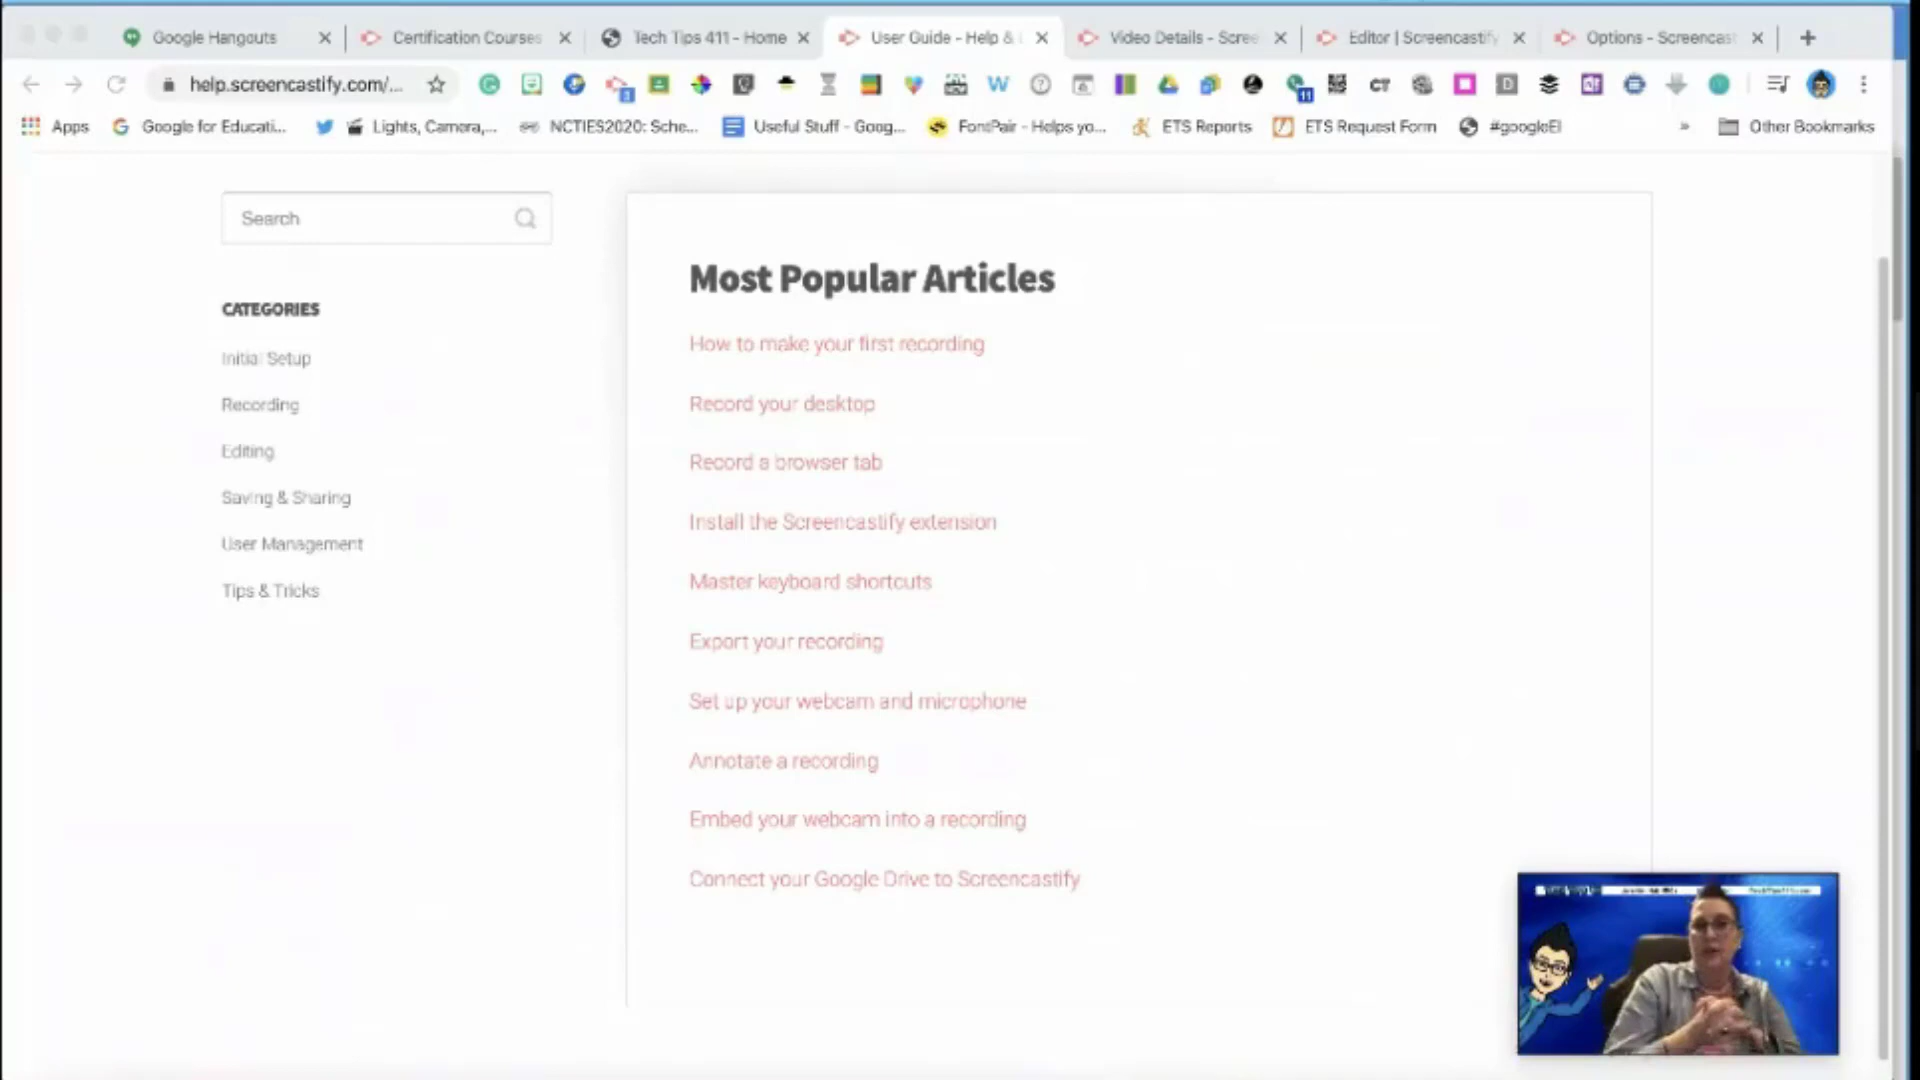 Google Hangouts
Certification Courses
Tech Tips 411 - Home
User Guide - Help &
Video Details - Scree
Editor | Screencastify
Options - Screencast
help.screencastify.com/...
11
Apps
Google for Educati...
Lights, Camera,...
NCTIES2020: Sche...
Useful Stuff - Goog...
FontPair - Helps yo...
ETS Reports
ETS Request Form
#googleEI
»
Other Bookmarks
Search
CATEGORIES
Initial Setup
Recording
Editing
Saving & Sharing
User Management
Tips & Tricks
Most Popular Articles
How to make your first recording
Record your desktop
Record a browser tab
Install the Screencastify extension
Master keyboard shortcuts
Export your recording
Set up your webcam and microphone
Annotate a recording
Embed your webcam into a recording
Connect your Google Drive to Screencastify